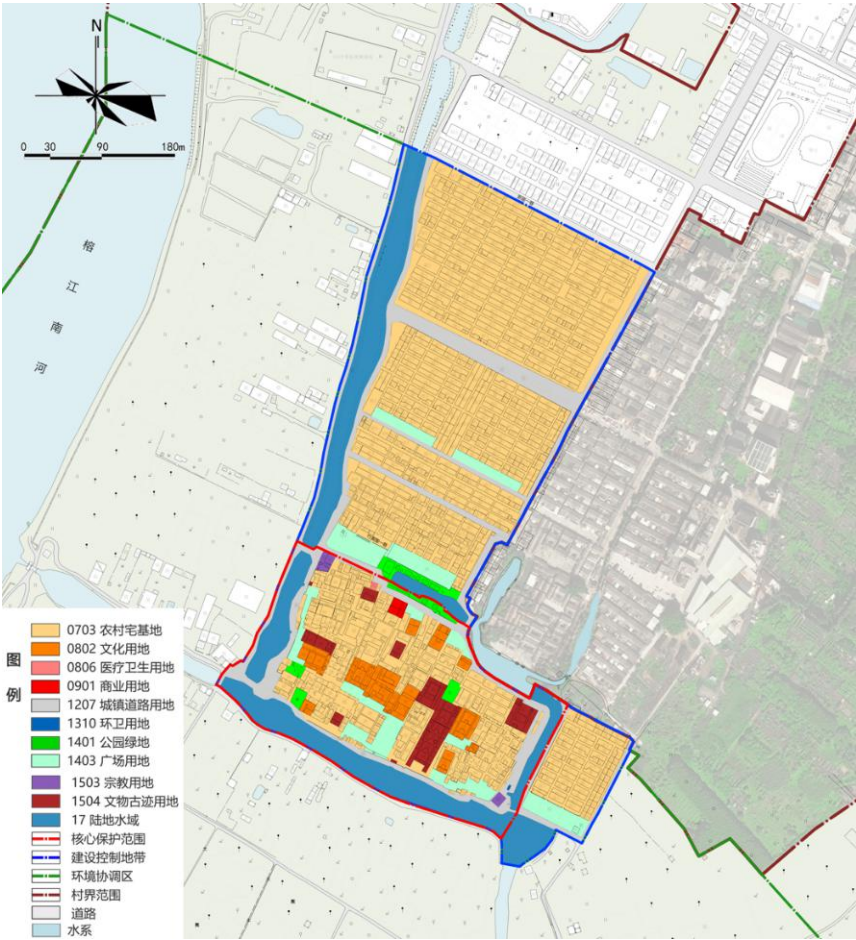 N
0 30 90 180m
榕
江
南
河
图
例
0703 农村宅基地
0802 文化用地
0806 医疗卫生用地
0901 商业用地
1207 城镇道路用地
1310 环卫用地
1401 公园绿地
1403 广场用地
1503 宗教用地
1504 文物古迹用地
17 陆地水域
核心保护范围
建设控制地带
环境协调区
村界范围
道路
水系